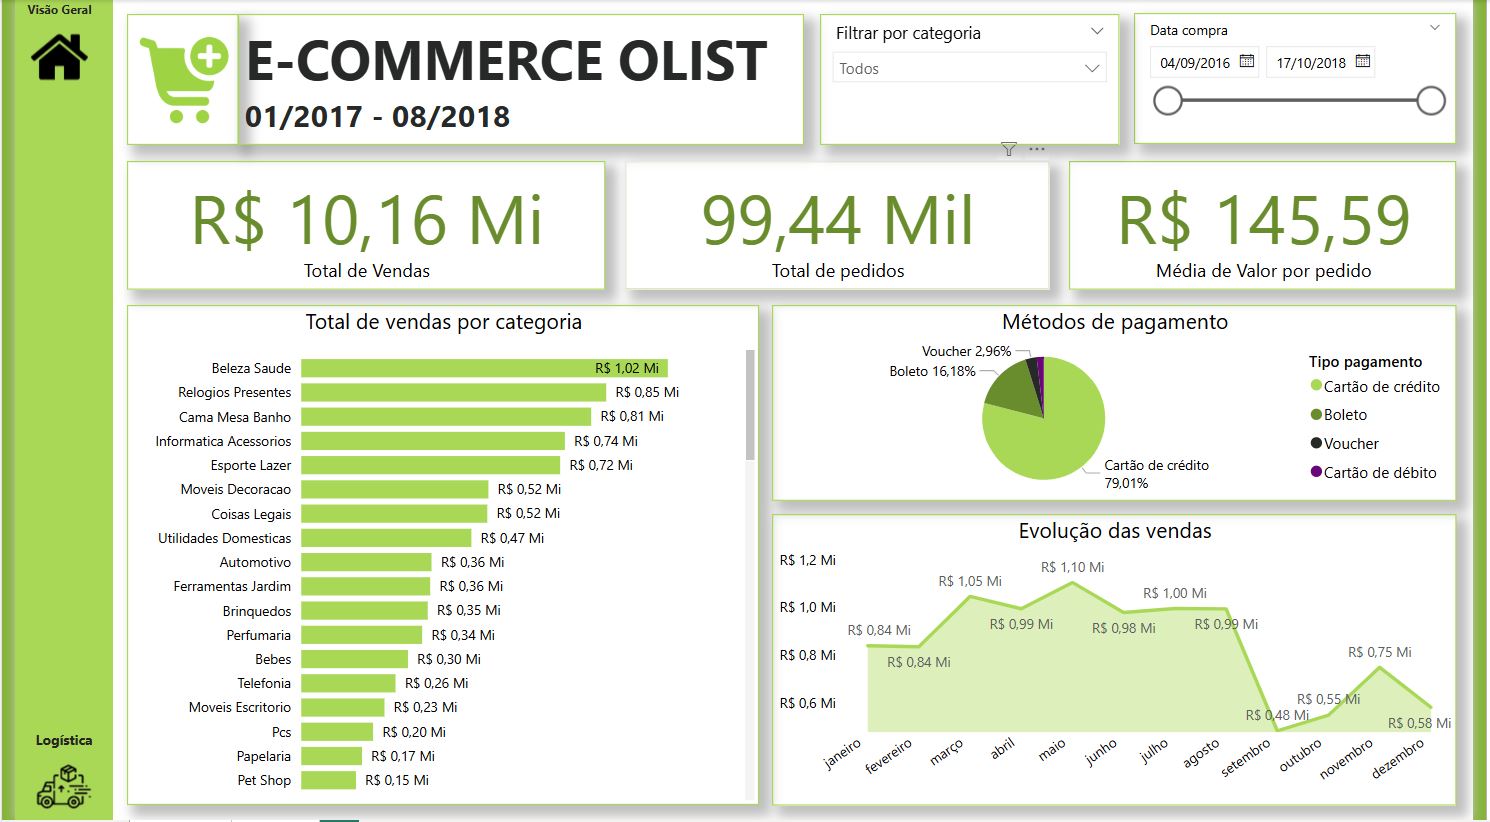 Visão Geral
E-COMMERCE OLIST
01/2017 - 08/2018
Filtrar por categoria
Todos
Data compra
04/09/2016
17/10/2018
R$ 10,16 Mi
Total de Vendas
99,44 Mil
Total de pedidos
R$ 145,59
Média de Valor por pedido
Total de vendas por categoria
Beleza Saude R$ 1,02 Mi
Relogios Presentes R$ 0,85 Mi
Cama Mesa Banho R$ 0,81 Mi
Informatica Acessorios R$ 0,74 Mi
Esporte Lazer R$ 0,72 Mi
Moveis Decoracao R$ 0,52 Mi
Coisas Legais R$ 0,52 Mi
Utilidades Domesticas R$ 0,47 Mi
Automotivo R$ 0,36 Mi
Ferramentas Jardim R$ 0,36 Mi
Brinquedos R$ 0,35 Mi
Perfumaria R$ 0,34 Mi
Bebes R$ 0,30 Mi
Telefonia R$ 0,26 Mi
Moveis Escritorio R$ 0,23 Mi
Pcs R$ 0,20 Mi
Papelaria R$ 0,17 Mi
Pet Shop R$ 0,15 Mi
Métodos de pagamento
Voucher 2,96%
Boleto 16,18%
Cartão de crédito
79,01%
Tipo pagamento
Cartão de crédito
Boleto
Voucher
Cartão de débito
Evolução das vendas
R$ 1,2 Mi
R$ 1,0 Mi
R$ 0,8 Mi
R$ 0,6 Mi
R$ 0,84 Mi
R$ 0,84 Mi
R$ 1,05 Mi
R$ 0,99 Mi
R$ 1,10 Mi
R$ 0,98 Mi
R$ 1,00 Mi
R$ 0,99 Mi
R$ 0,48 Mi
R$ 0,55 Mi
R$ 0,75 Mi
R$ 0,58 Mi
janeiro
fevereiro
março
abril
maio
junho
julho
agosto
setembro
outubro
novembro
dezembro
Logística